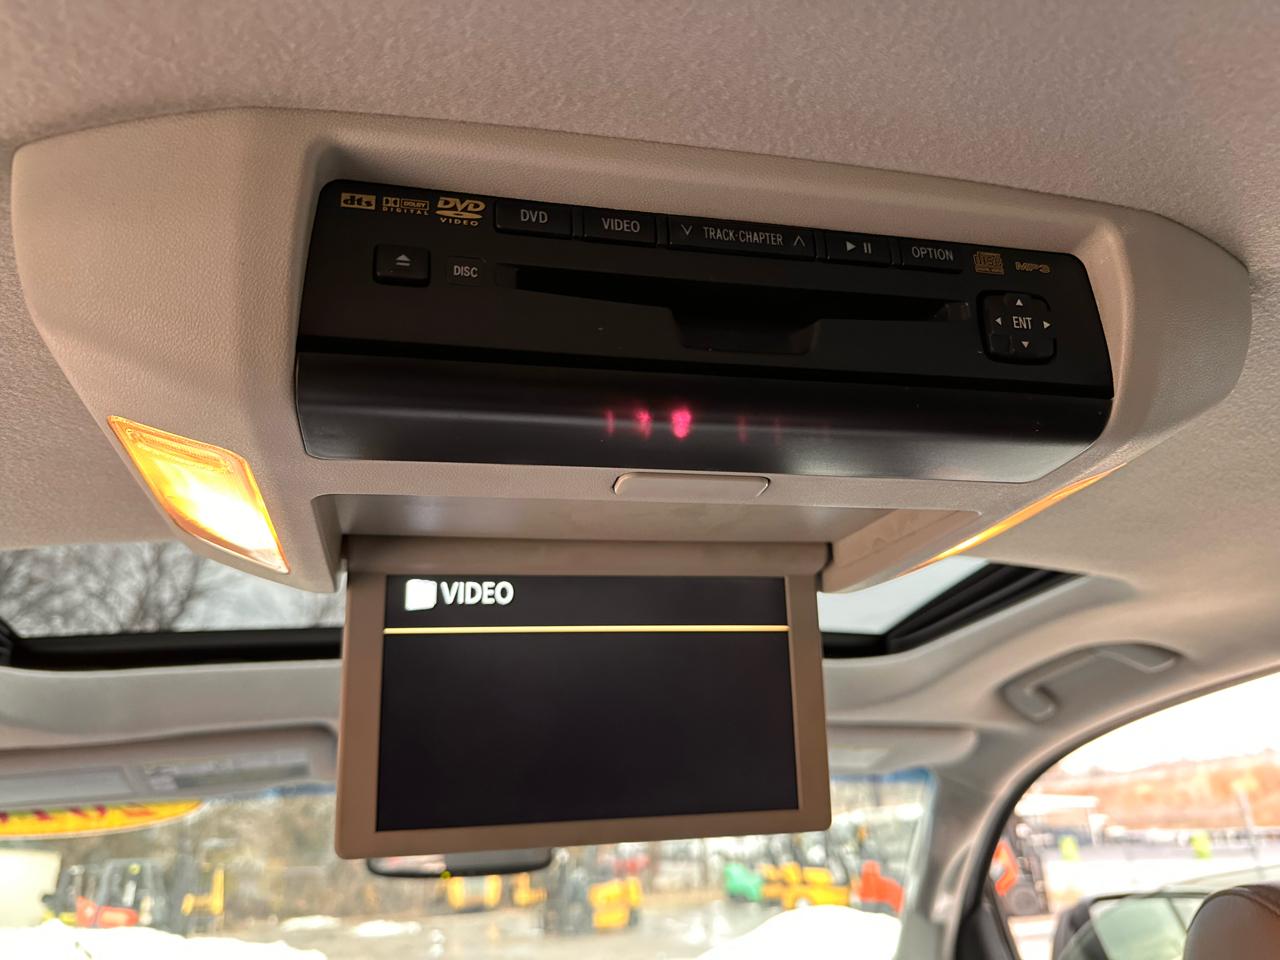 dts
DOLBY
DIGITAL
DVD
VIDEO
DVD
VIDEO
TRACK·CHAPTER
OPTION
MP3
DISC
ENT
VIDEO